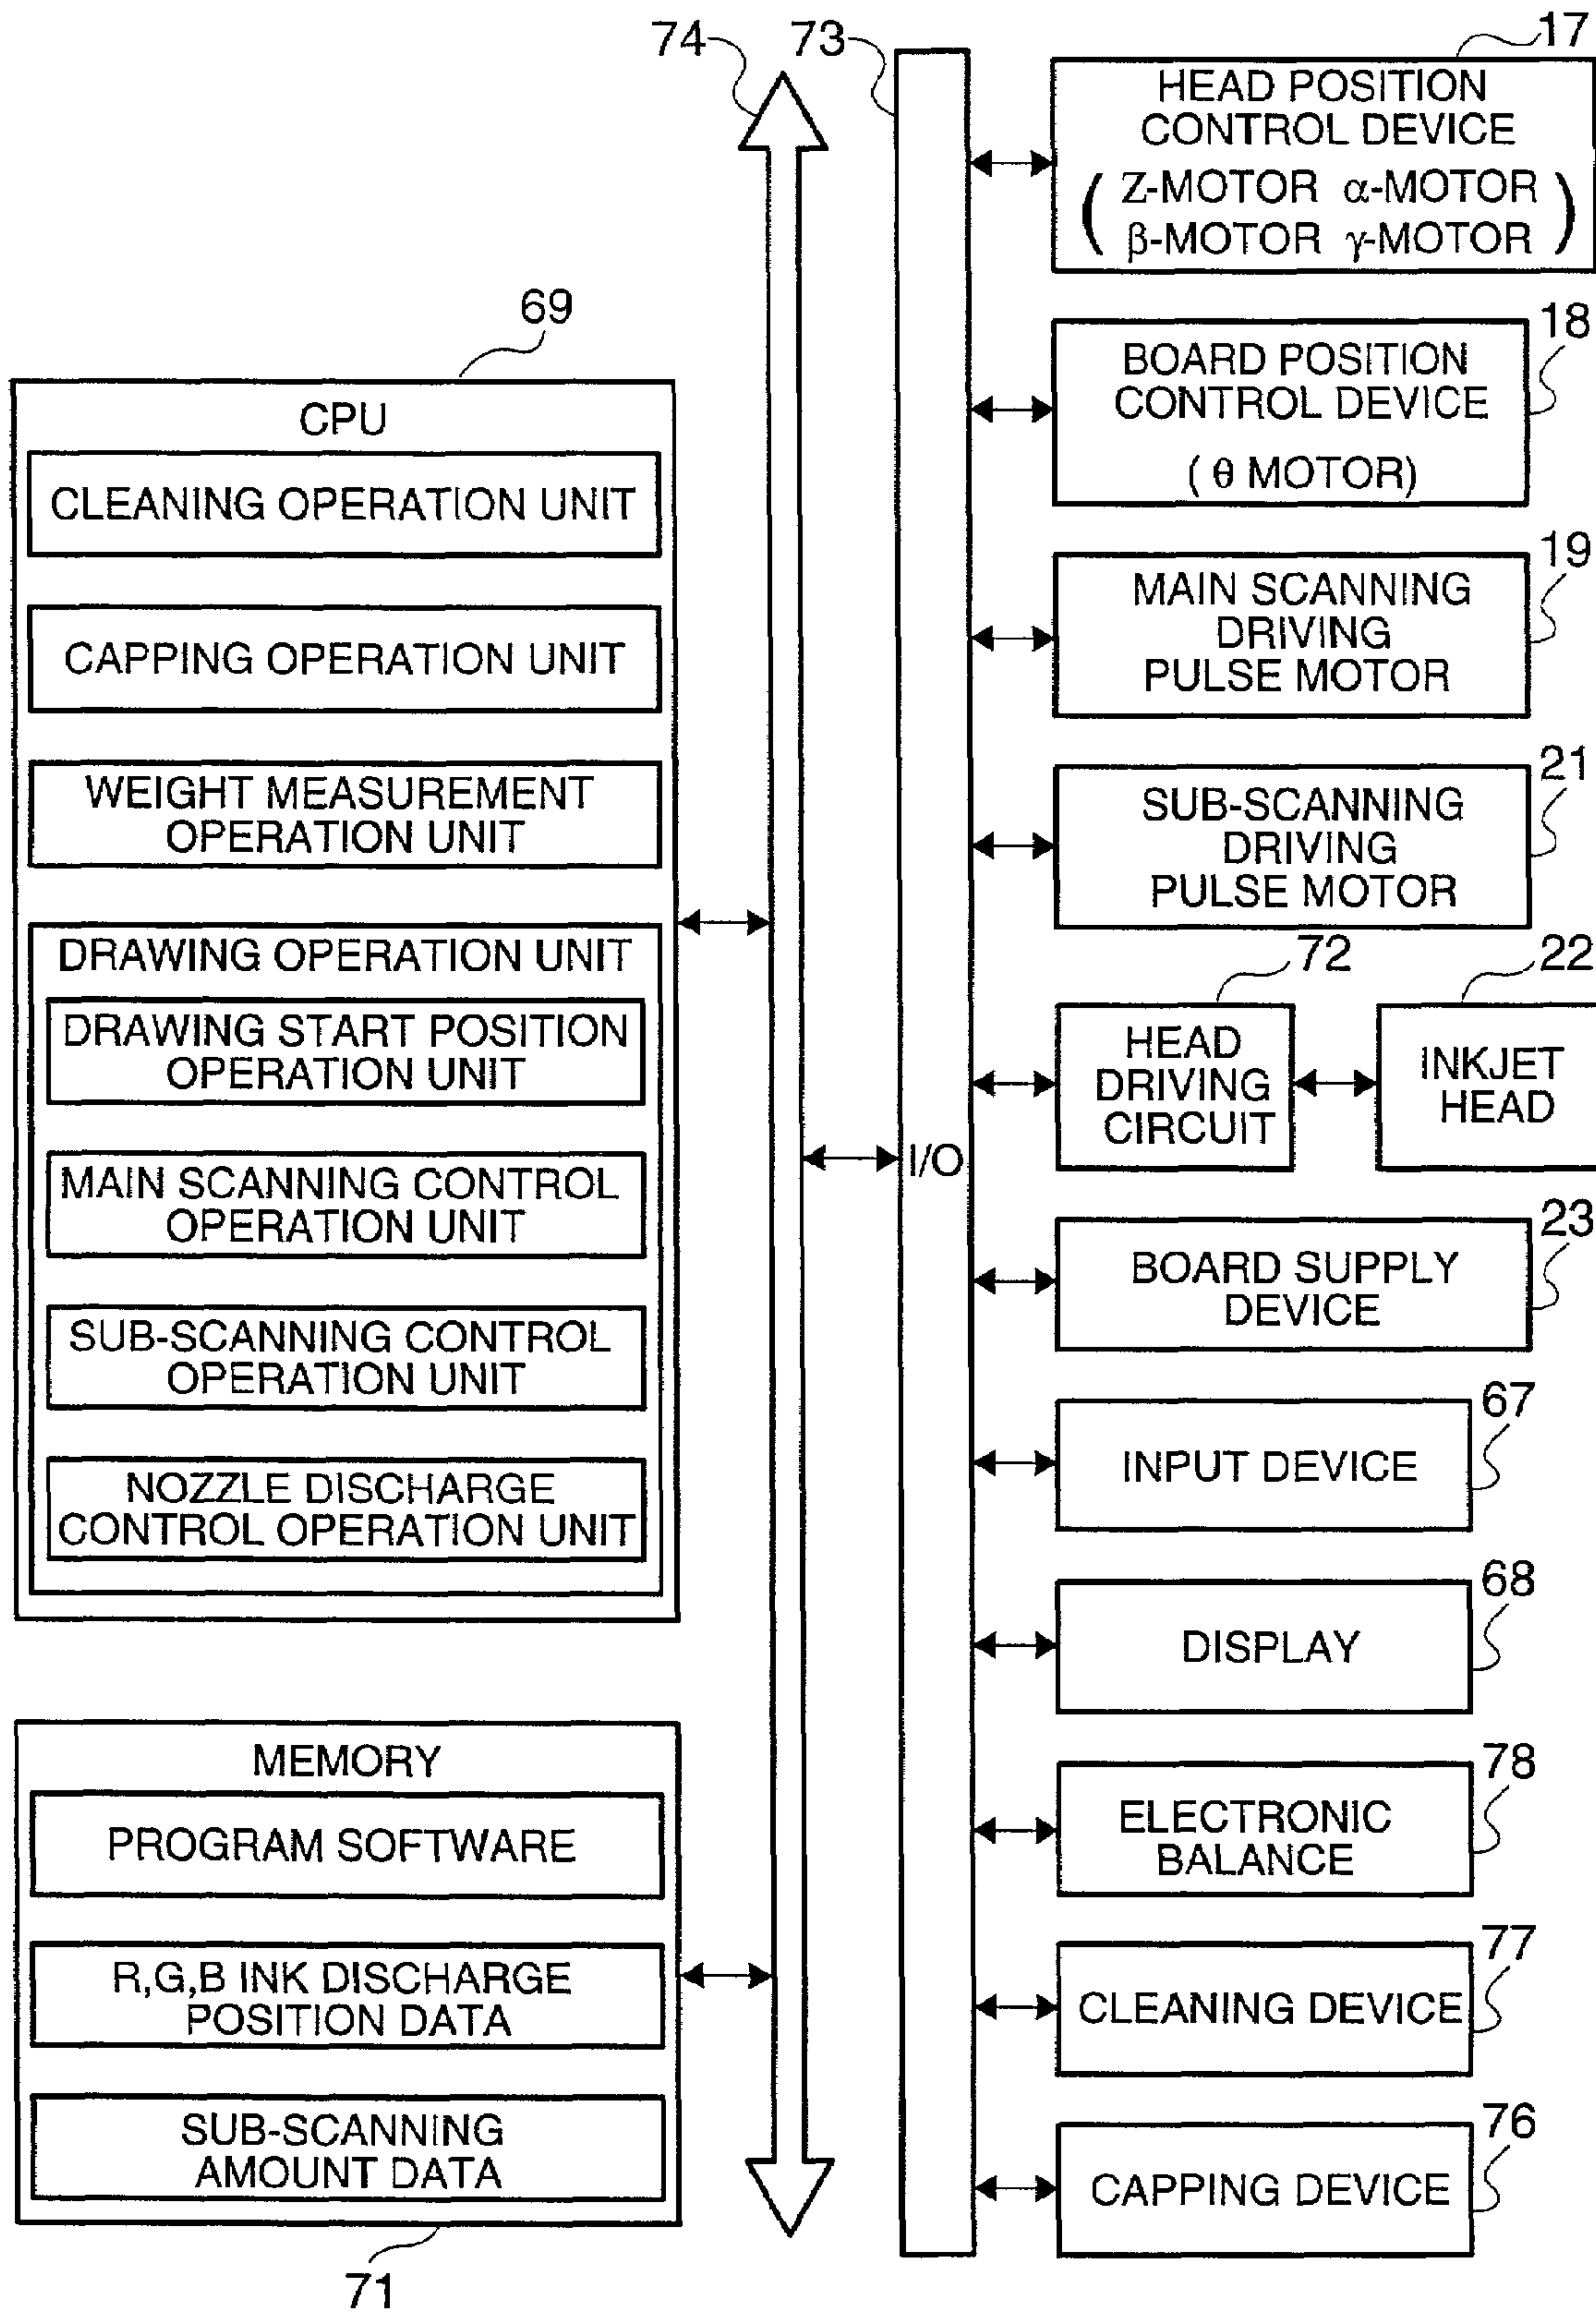 74
73
17
HEAD POSITION
CONTROL DEVICE
( Z-MOTOR α-MOTOR
β-MOTOR γ-MOTOR )
69
18
CPU
BOARD POSITION
CONTROL DEVICE
( θ MOTOR)
CLEANING OPERATION UNIT
19
CAPPING OPERATION UNIT
MAIN SCANNING
DRIVING
PULSE MOTOR
WEIGHT MEASUREMENT
OPERATION UNIT
21
SUB-SCANNING
DRIVING
PULSE MOTOR
DRAWING OPERATION UNIT
72
22
DRAWING START POSITION
OPERATION UNIT
HEAD
DRIVING
CIRCUIT
INKJET
HEAD
I/O
MAIN SCANNING CONTROL
OPERATION UNIT
23
BOARD SUPPLY
DEVICE
SUB-SCANNING CONTROL
OPERATION UNIT
67
INPUT DEVICE
NOZZLE DISCHARGE
CONTROL OPERATION UNIT
68
DISPLAY
MEMORY
78
PROGRAM SOFTWARE
ELECTRONIC
BALANCE
77
R,G,B INK DISCHARGE
POSITION DATA
CLEANING DEVICE
76
SUB-SCANNING
AMOUNT DATA
CAPPING DEVICE
71